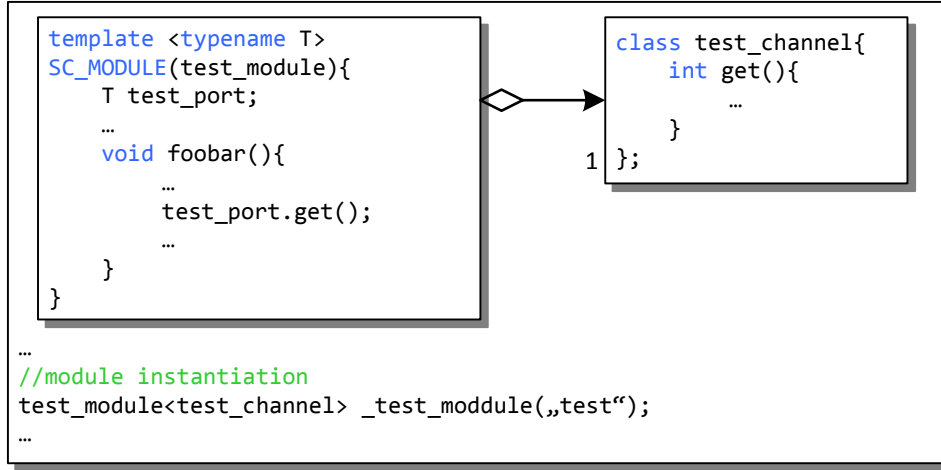 template <typename T>
SC_MODULE(test_module){
T test_port;
…
void foobar(){
…
test_port.get();
…
}
}
class test_channel{
int get(){
…
}
};
1
…
//module instantiation
test_module<test_channel> _test_moddule(„test“);
…